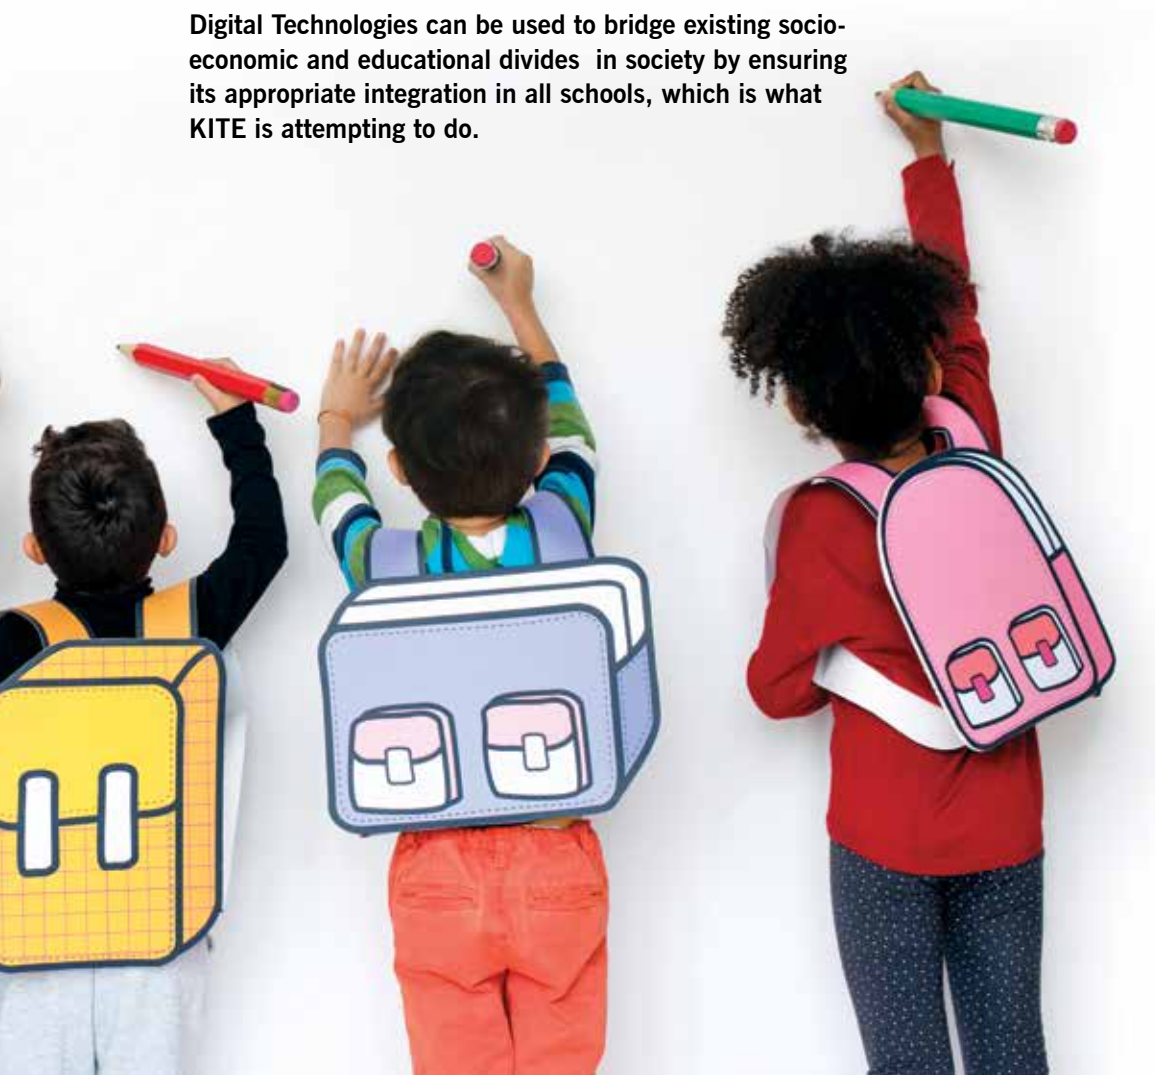 Digital Technologies can be used to bridge existing socio-
economic and educational divides  in society by ensuring
its appropriate integration in all schools, which is what
KITE is attempting to do.